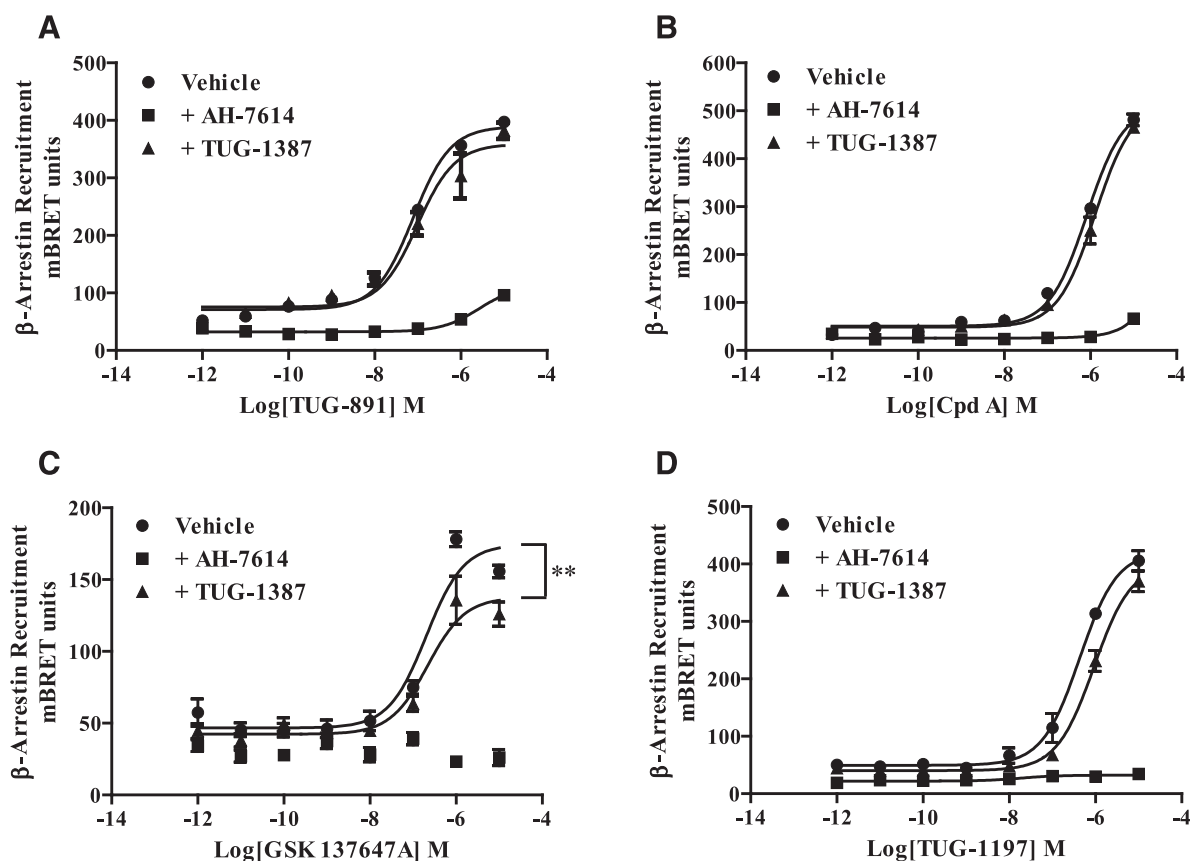 A
β-Arrestin Recruitment
mBRET units
500
400
300
200
100
0
Vehicle
+ AH-7614
+ TUG-1387
-14
-12
-10
-8
-6
-4
Log[TUG-891] M
B
β-Arrestin Recruitment
mBRET units
600
500
400
300
200
100
0
Vehicle
+ AH-7614
+ TUG-1387
-14
-12
-10
-8
-6
-4
Log[Cpd A] M
C
β-Arrestin Recruitment
mBRET units
200
150
100
50
0
Vehicle
+ AH-7614
+ TUG-1387
**
-14
-12
-10
-8
-6
-4
Log[GSK 137647A] M
D
β-Arrestin Recruitment
mBRET units
500
400
300
200
100
0
Vehicle
+ AH-7614
+ TUG-1387
-14
-12
-10
-8
-6
-4
Log[TUG-1197] M